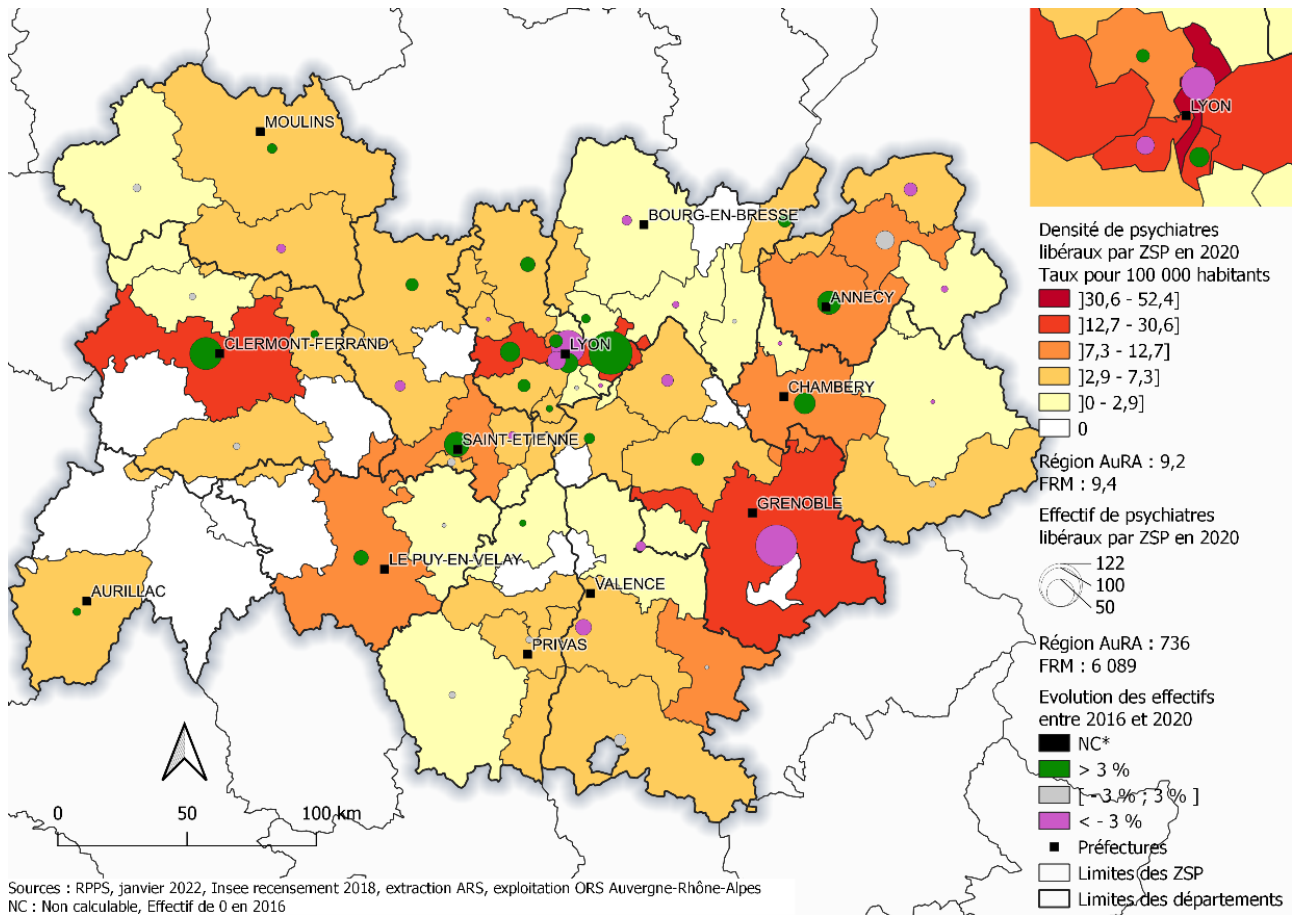 MOULINS
BOURG-EN-BRESSE
ANNECY
CLERMONT-FERRAND
LYON
CHAMBERY
SAINT-ETIENNE
GRENOBLE
LE PUY-EN-VELAY
AURILLAC
VALENCE
PRIVAS
0 50 100 km
Sources : RPPS, janvier 2022, Insee recensement 2018, extraction ARS, exploitation ORS Auvergne-Rhône-Alpes
NC : Non calculable, Effectif de 0 en 2016
LYON
Densité de psychiatres
libéraux par ZSP en 2020
Taux pour 100 000 habitants
]30,6 - 52,4]
]12,7 - 30,6]
]7,3 - 12,7]
]2,9 - 7,3]
]0 - 2,9]
0
Région AuRA : 9,2
FRM : 9,4
Effectif de psychiatres
libéraux par ZSP en 2020
122
100
50
Région AuRA : 736
FRM : 6 089
Evolution des effectifs
entre 2016 et 2020
NC*
> 3 %
[ - 3 % ; 3 % ]
< - 3 %
Préfectures
Limites des ZSP
Limites des départements